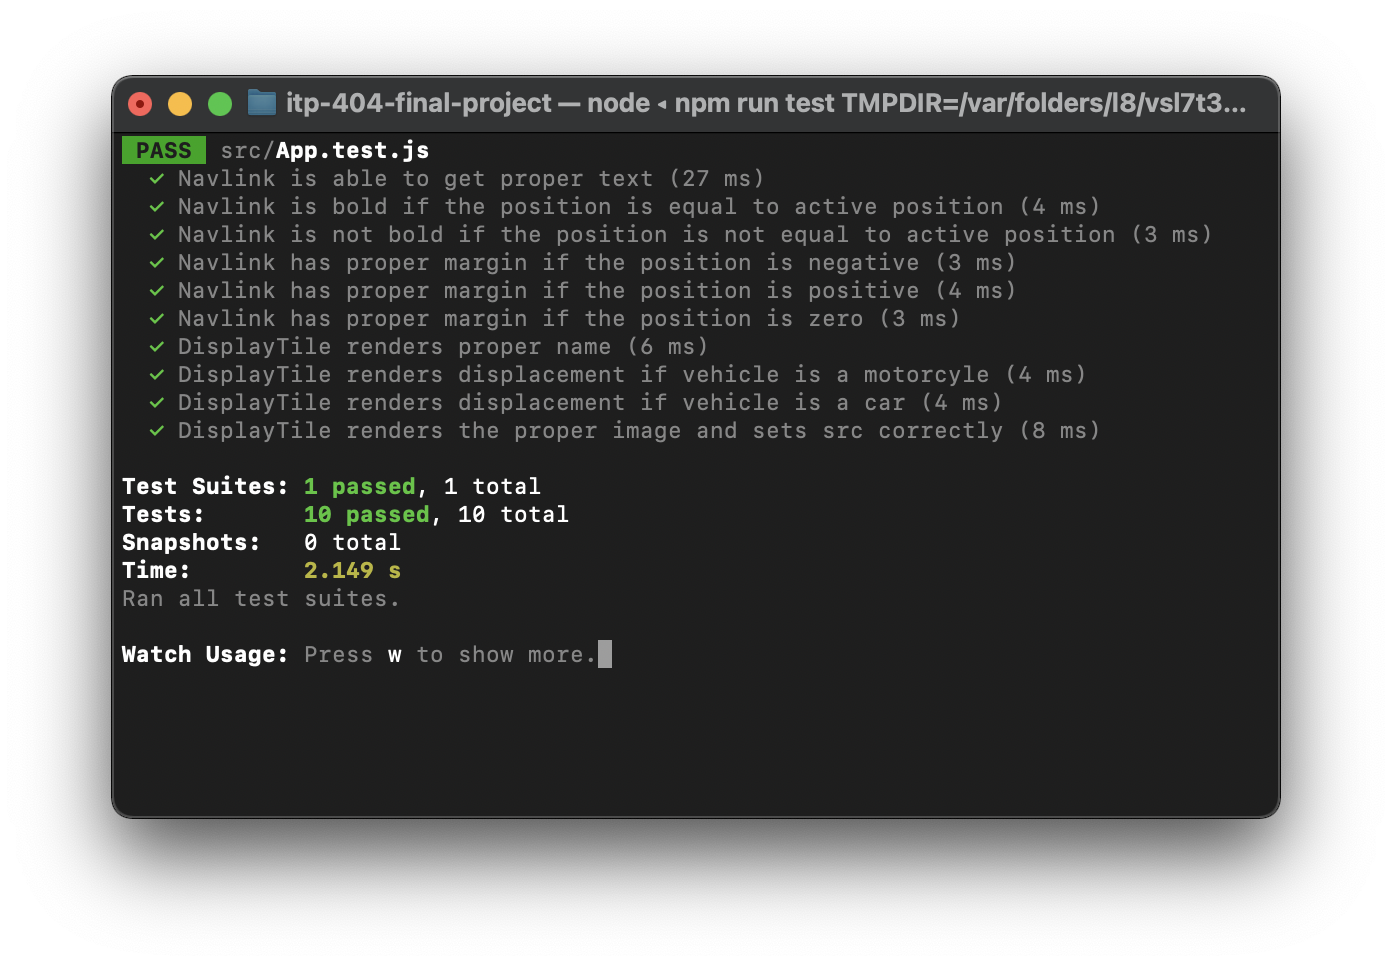 itp-404-final-project — node ◂ npm run test TMPDIR=/var/folders/l8/vsl7t3...
PASS src/App.test.js
✓ Navlink is able to get proper text (27 ms)
✓ Navlink is bold if the position is equal to active position (4 ms)
✓ Navlink is not bold if the position is not equal to active position (3 ms)
✓ Navlink has proper margin if the position is negative (3 ms)
✓ Navlink has proper margin if the position is positive (4 ms)
✓ Navlink has proper margin if the position is zero (3 ms)
✓ DisplayTile renders proper name (6 ms)
✓ DisplayTile renders displacement if vehicle is a motorcyle (4 ms)
✓ DisplayTile renders displacement if vehicle is a car (4 ms)
✓ DisplayTile renders the proper image and sets src correctly (8 ms)
Test Suites: 1 passed, 1 total
Tests: 10 passed, 10 total
Snapshots: 0 total
Time: 2.149 s
Ran all test suites.
Watch Usage: Press w to show more.